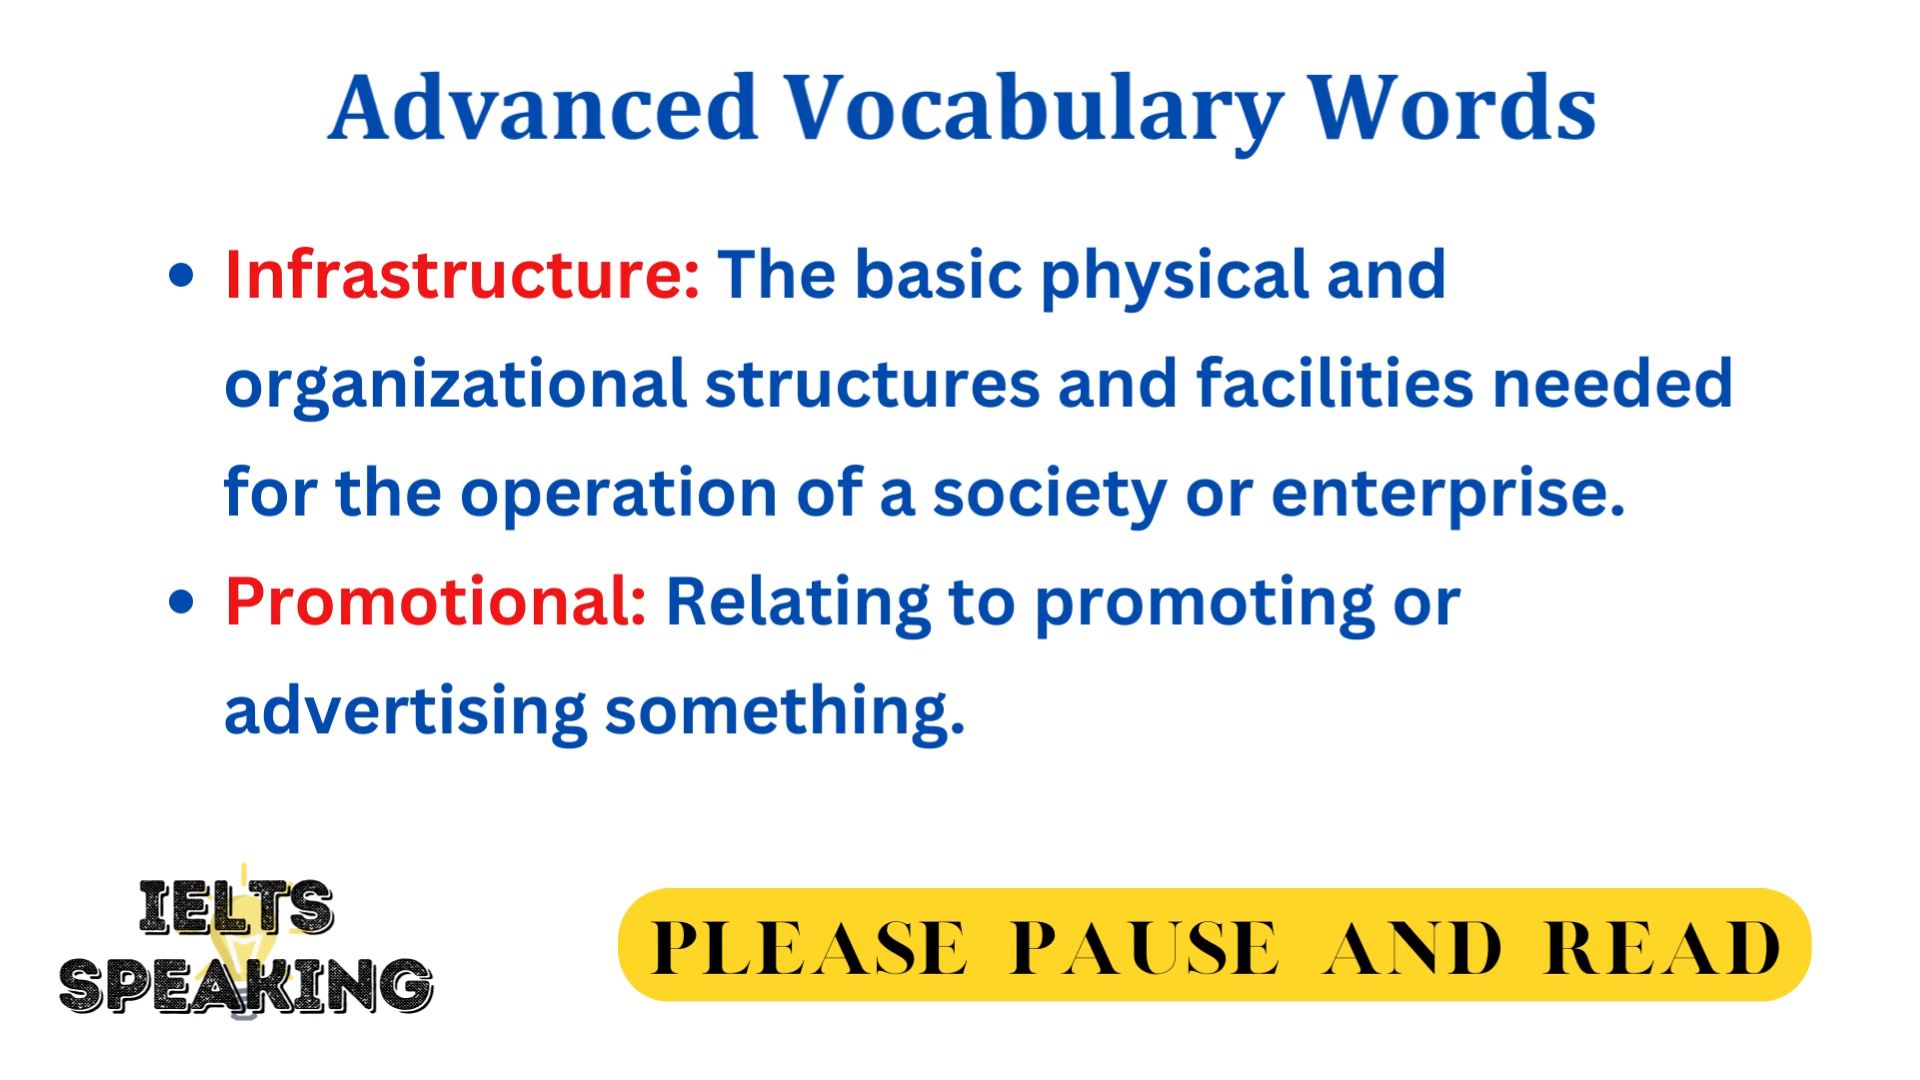 Advanced Vocabulary Words
• Infrastructure: The basic physical and
organizational structures and facilities needed
for the operation of a society or enterprise.
• Promotional: Relating to promoting or
advertising something.
IELTS
SPEAKING
PLEASE PAUSE AND READ